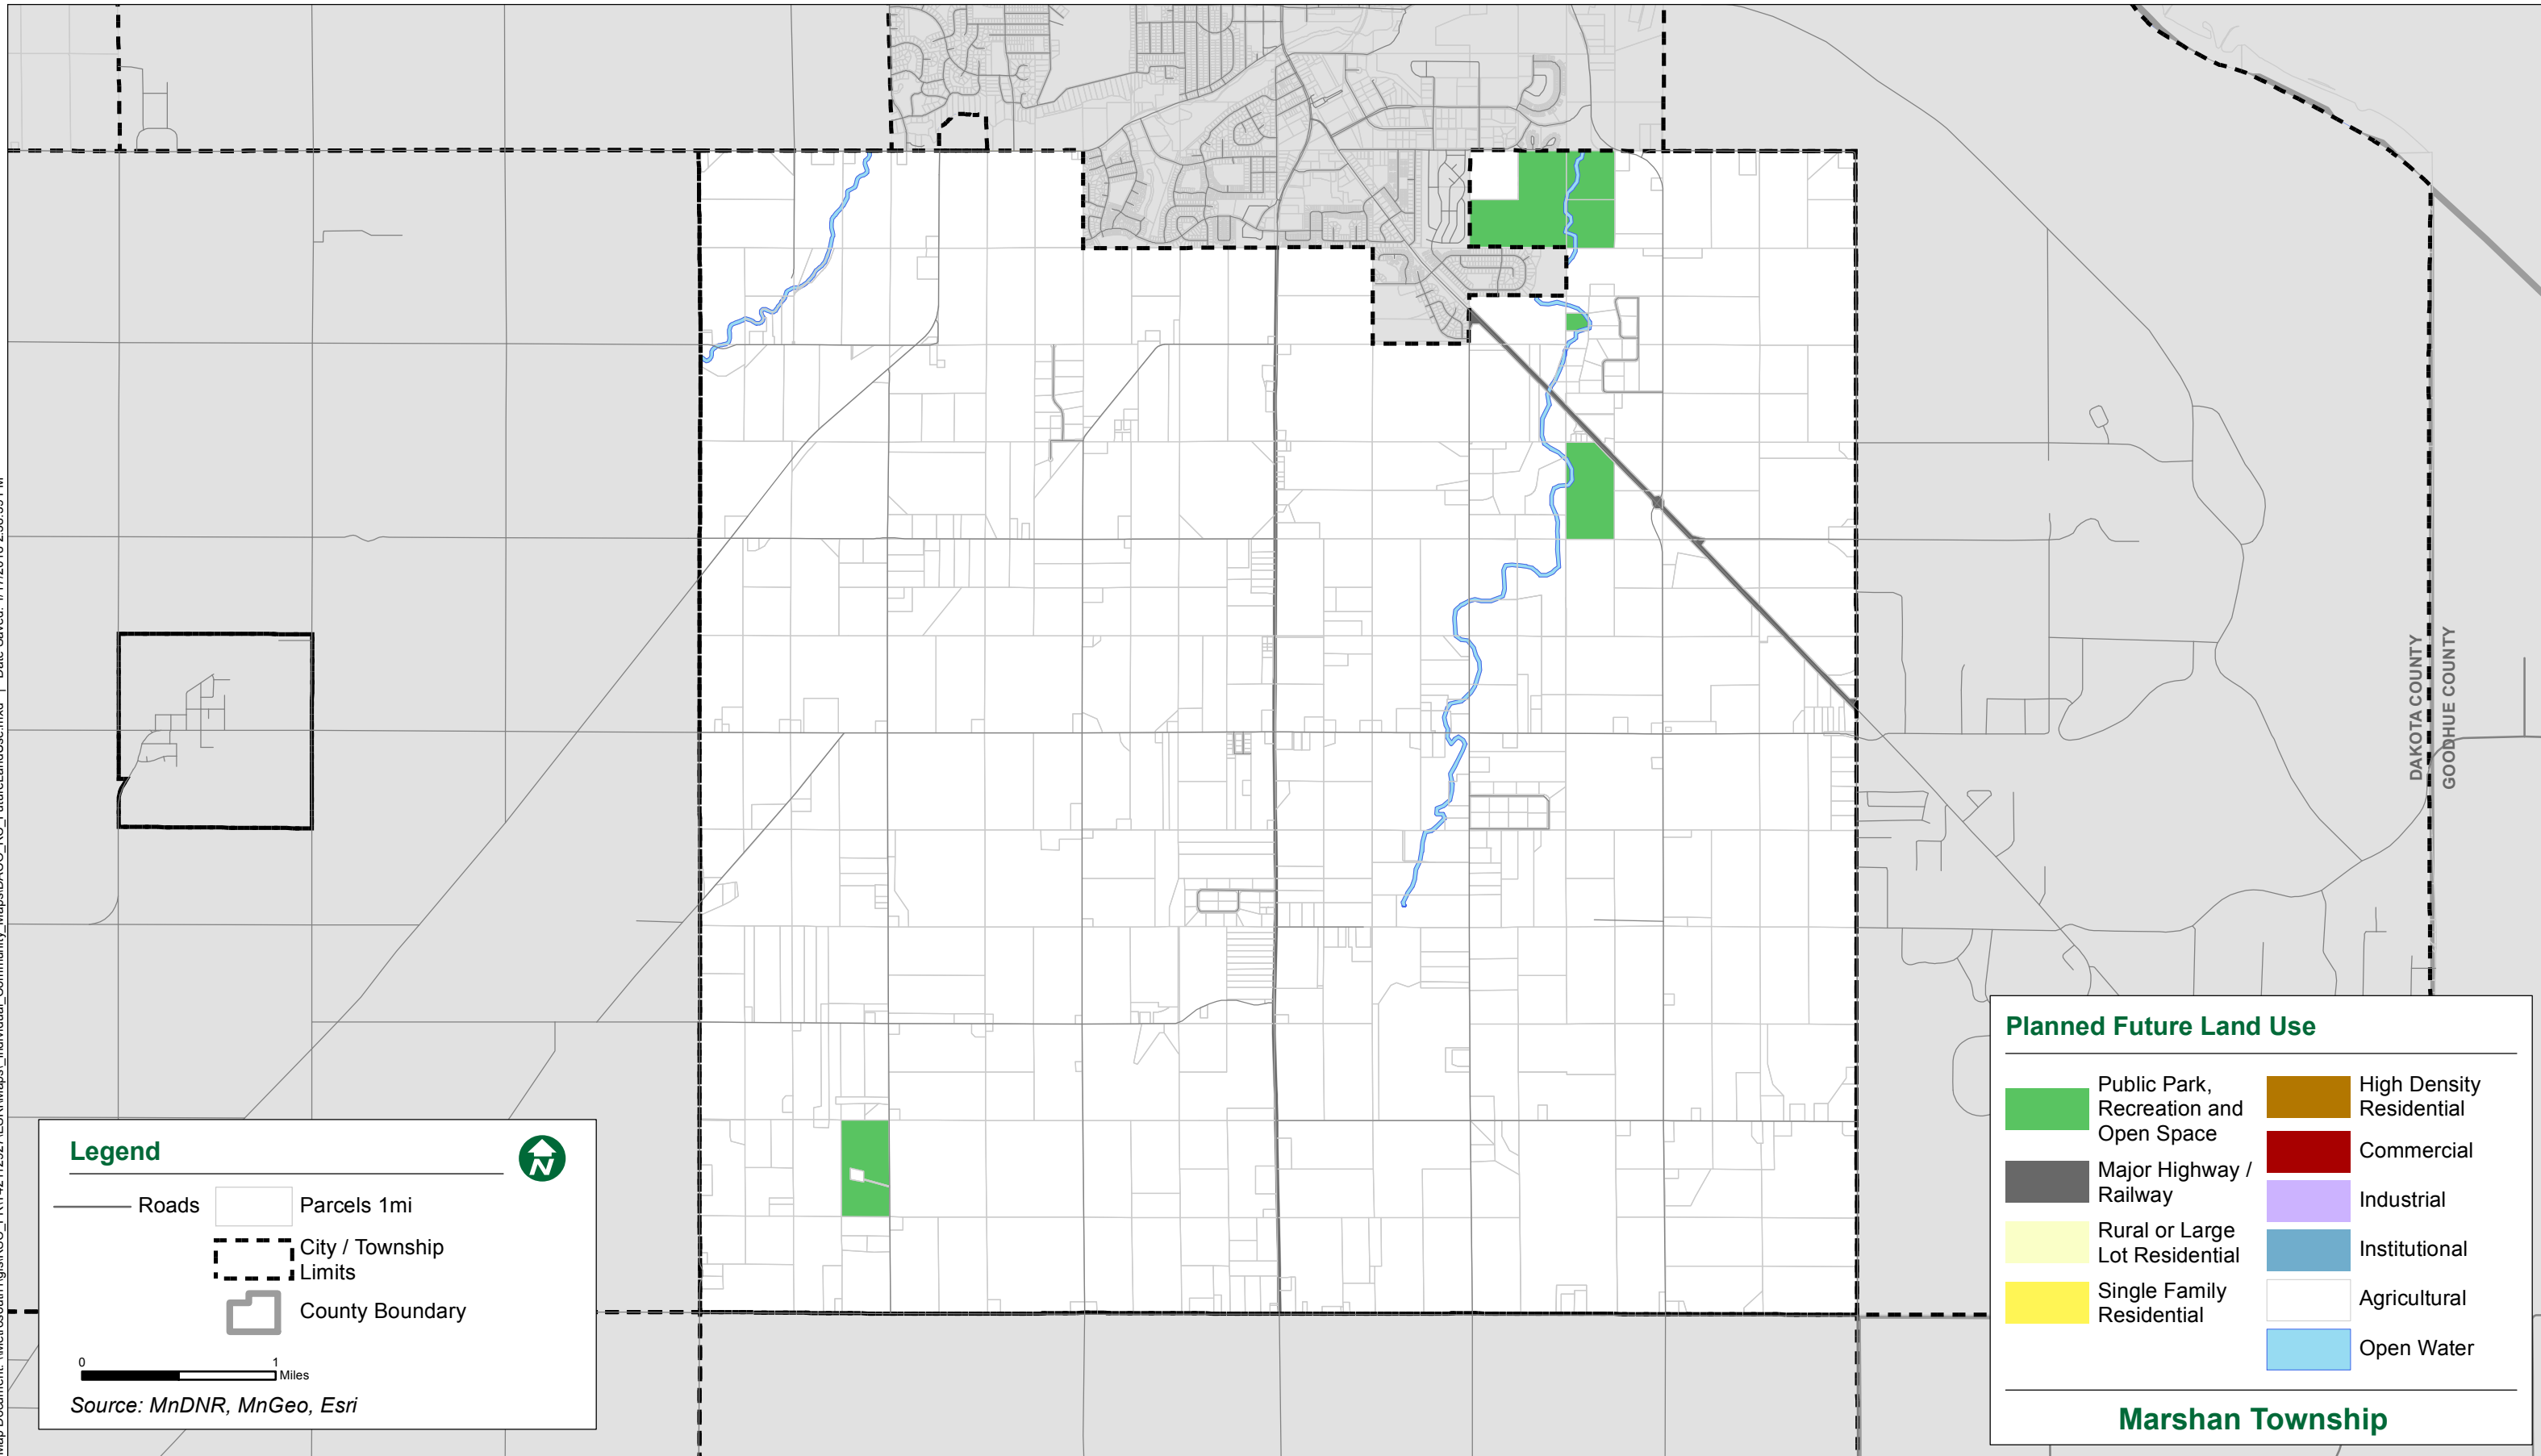 DAKOTA COUNTY
GOODHUE COUNTY
Legend
N
Roads
Parcels 1mi
City / Township
Limits
County Boundary
0 1
Miles
Source: MnDNR, MnGeo, Esri
Planned Future Land Use
Public Park,
Recreation and
Open Space
Major Highway /
Railway
Rural or Large
Lot Residential
Single Family
Residential
High Density
Residential
Commercial
Industrial
Institutional
Agricultural
Open Water
Marshan Township